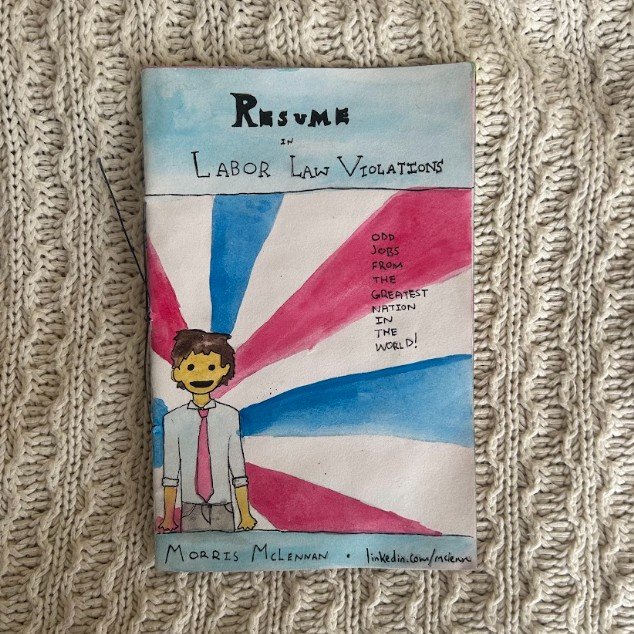 RESUME
IN
LABOR LAW VIOLATIONS
ODD
JOBS
FROM
THE
GREATEST
NATION
IN
THE
WORLD!
MORRIS MCLENNAN • linkedin.com/mclenn